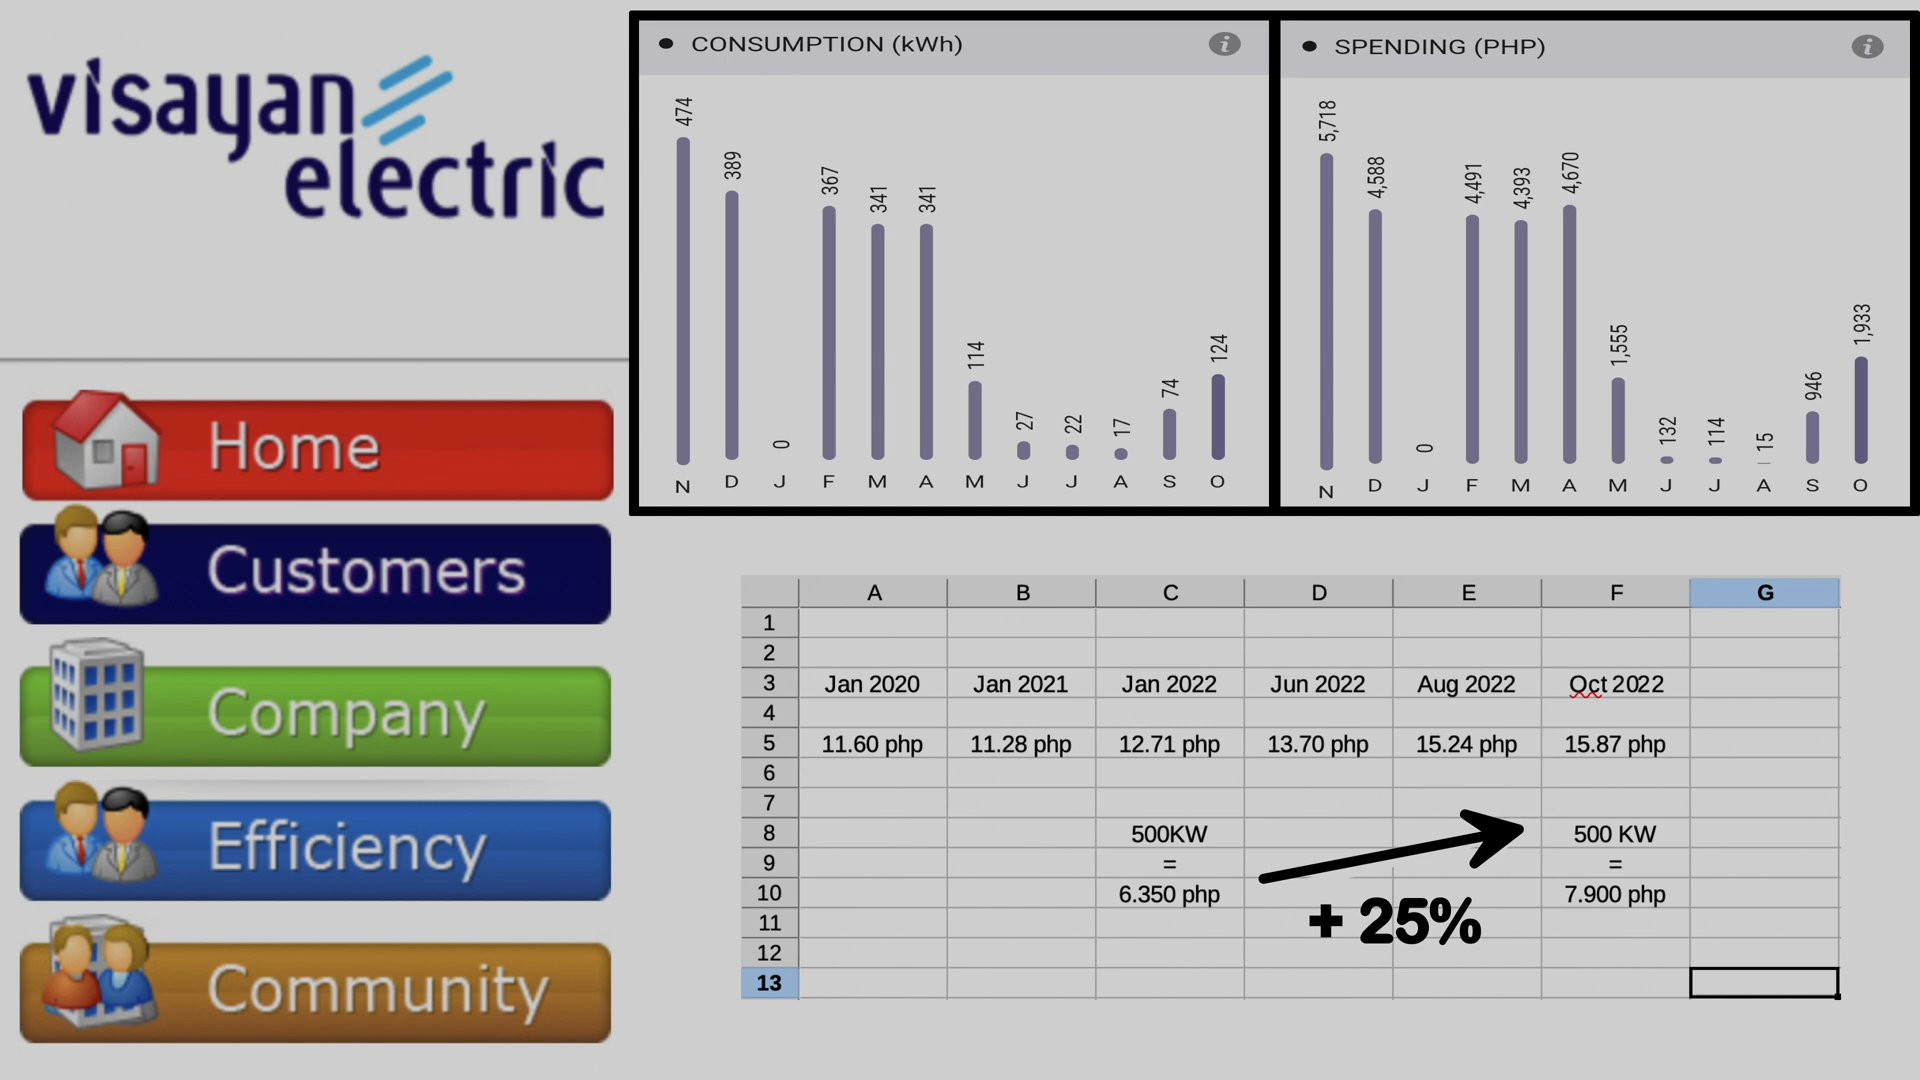 visayan
electric
Home
Customers
Company
Efficiency
Community
CONSUMPTION (kWh)
474 389 0 367 341 341 114 27 22 17 74 124
N D J F M A M J J A S O
SPENDING (PHP)
5,718 4,588 0 4,491 4,393 4,670 1,555 132 114 15 946 1,933
N D J F M A M J J A S O
A B C D E F G
1
2
3 Jan 2020 Jan 2021 Jan 2022 Jun 2022 Aug 2022 Oct 2022
4
5 11.60 php 11.28 php 12.71 php 13.70 php 15.24 php 15.87 php
6
7
8 500KW 500 KW
9 = =
10 6.350 php 7.900 php
+ 25%
11
12
13